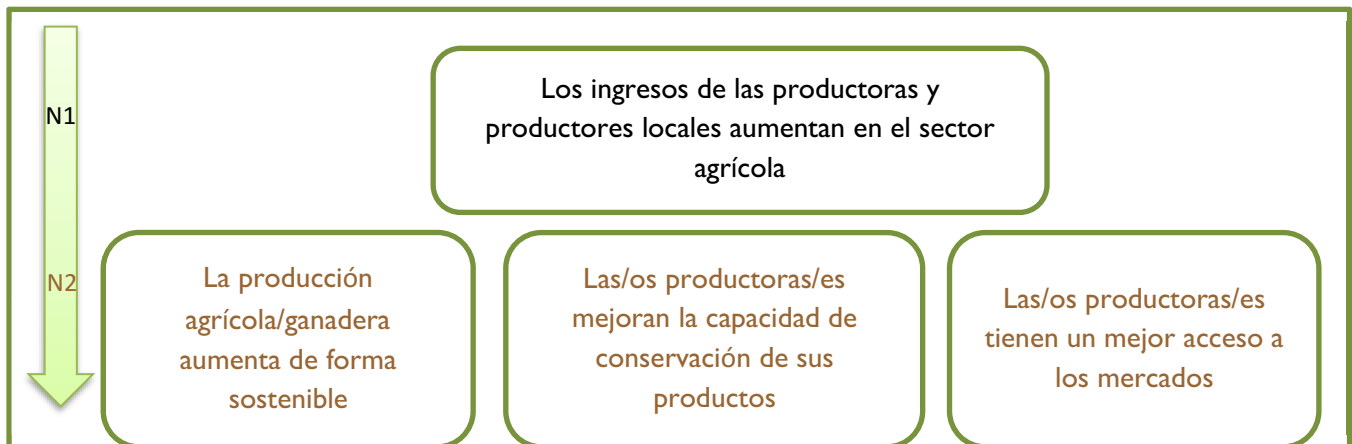 N1
Los ingresos de las productoras y
productores locales aumentan en el sector
agrícola
N2
La producción
agrícola/ganadera
aumenta de forma
sostenible
Las/os productoras/es
mejoran la capacidad de
conservación de sus
productos
Las/os productoras/es
tienen un mejor acceso a
los mercados